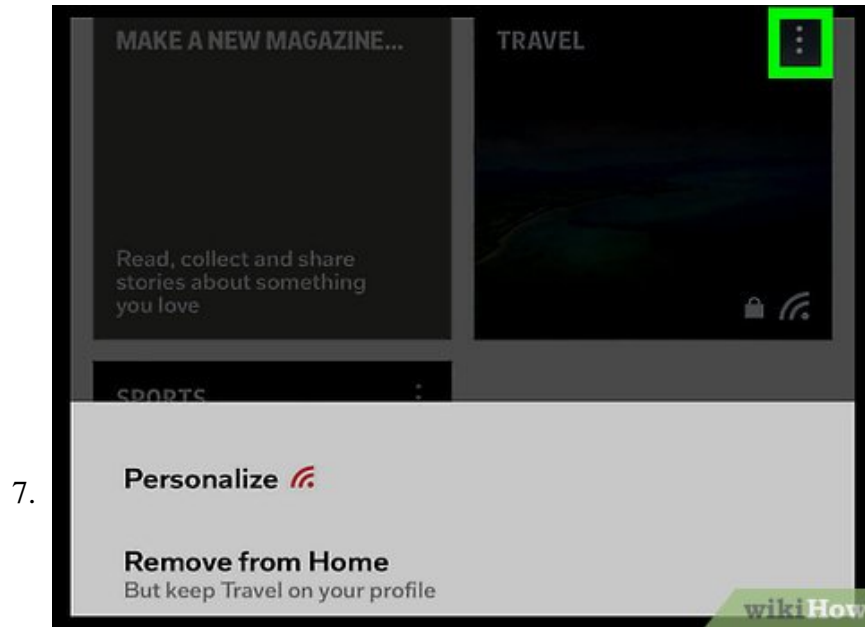 MAKE A NEW MAGAZINE...
TRAVEL
Read, collect and share
stories about something
you love
SPORTS
7.
Personalize
Remove from Home
But keep Travel on your profile
wikiHow